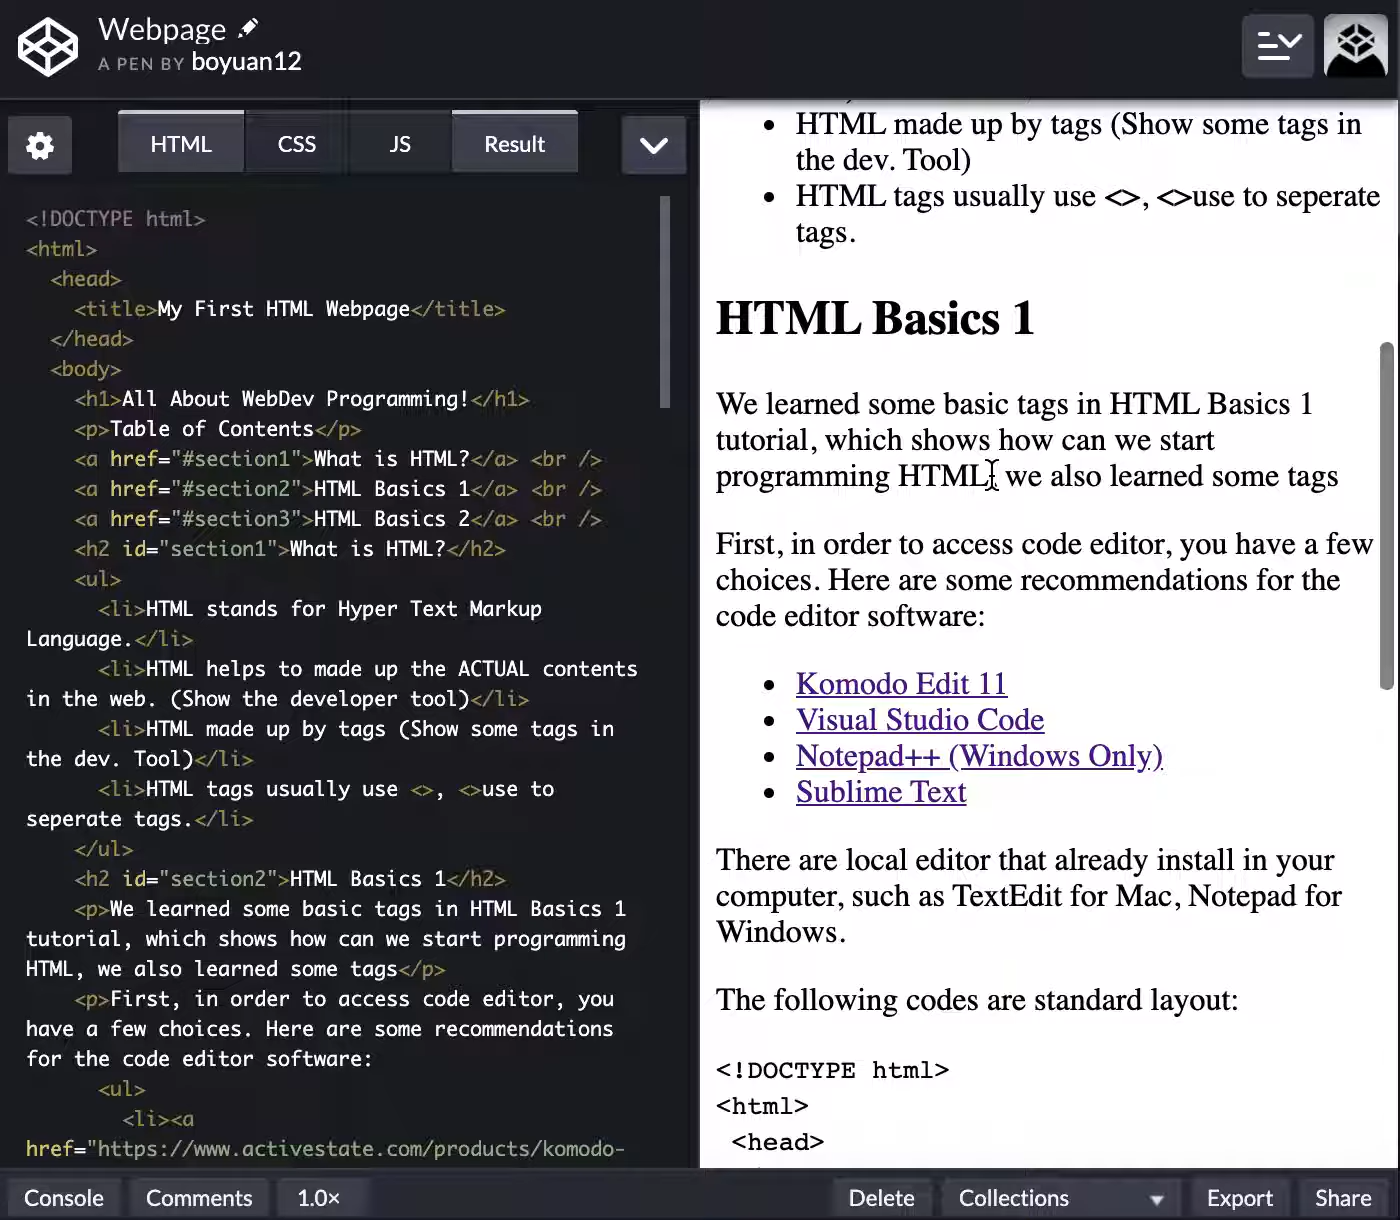 Webpage
A PEN BY boyuan12
HTML
CSS
JS
Result
<!DOCTYPE html>
<html>
<head>
<title>My First HTML Webpage</title>
</head>
<body>
<h1>All About WebDev Programming!</h1>
<p>Table of Contents</p>
<a href="#section1">What is HTML?</a> <br />
<a href="#section2">HTML Basics 1</a> <br />
<a href="#section3">HTML Basics 2</a> <br />
<h2 id="section1">What is HTML?</h2>
<ul>
<li>HTML stands for Hyper Text Markup
Language.</li>
<li>HTML helps to made up the ACTUAL contents
in the web. (Show the developer tool)</li>
<li>HTML made up by tags (Show some tags in
the dev. Tool)</li>
<li>HTML tags usually use <>, <>use to
seperate tags.</li>
</ul>
<h2 id="section2">HTML Basics 1</h2>
<p>We learned some basic tags in HTML Basics 1
tutorial, which shows how can we start programming
HTML, we also learned some tags</p>
<p>First, in order to access code editor, you
have a few choices. Here are some recommendations
for the code editor software:
<ul>
<li><a
href="https://www.activestate.com/products/komodo-
HTML made up by tags (Show some tags in
the dev. Tool)
HTML tags usually use <>, <>use to seperate
tags.
HTML Basics 1
We learned some basic tags in HTML Basics 1
tutorial, which shows how can we start
programming HTML, we also learned some tags
First, in order to access code editor, you have a few
choices. Here are some recommendations for the
code editor software:
Komodo Edit 11
Visual Studio Code
Notepad++ (Windows Only)
Sublime Text
There are local editor that already install in your
computer, such as TextEdit for Mac, Notepad for
Windows.
The following codes are standard layout:
<!DOCTYPE html>
<html>
<head>
Console
Comments
1.0×
Delete
Collections
Export
Share